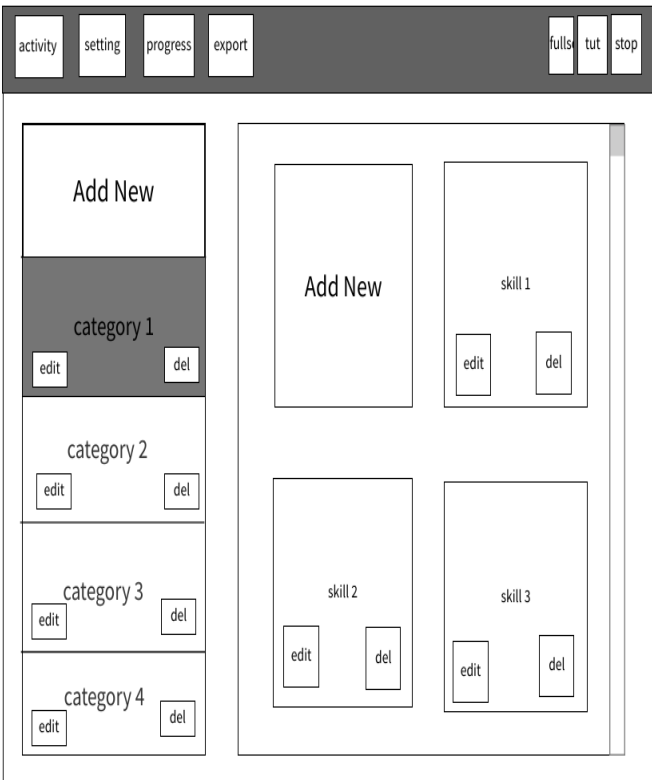 activity
setting
progress
export
fulls
tut
stop
Add New
category 1
edit
del
category 2
edit
del
category 3
edit
del
category 4
edit
del
Add New
skill 1
edit
del
skill 2
edit
del
skill 3
edit
del